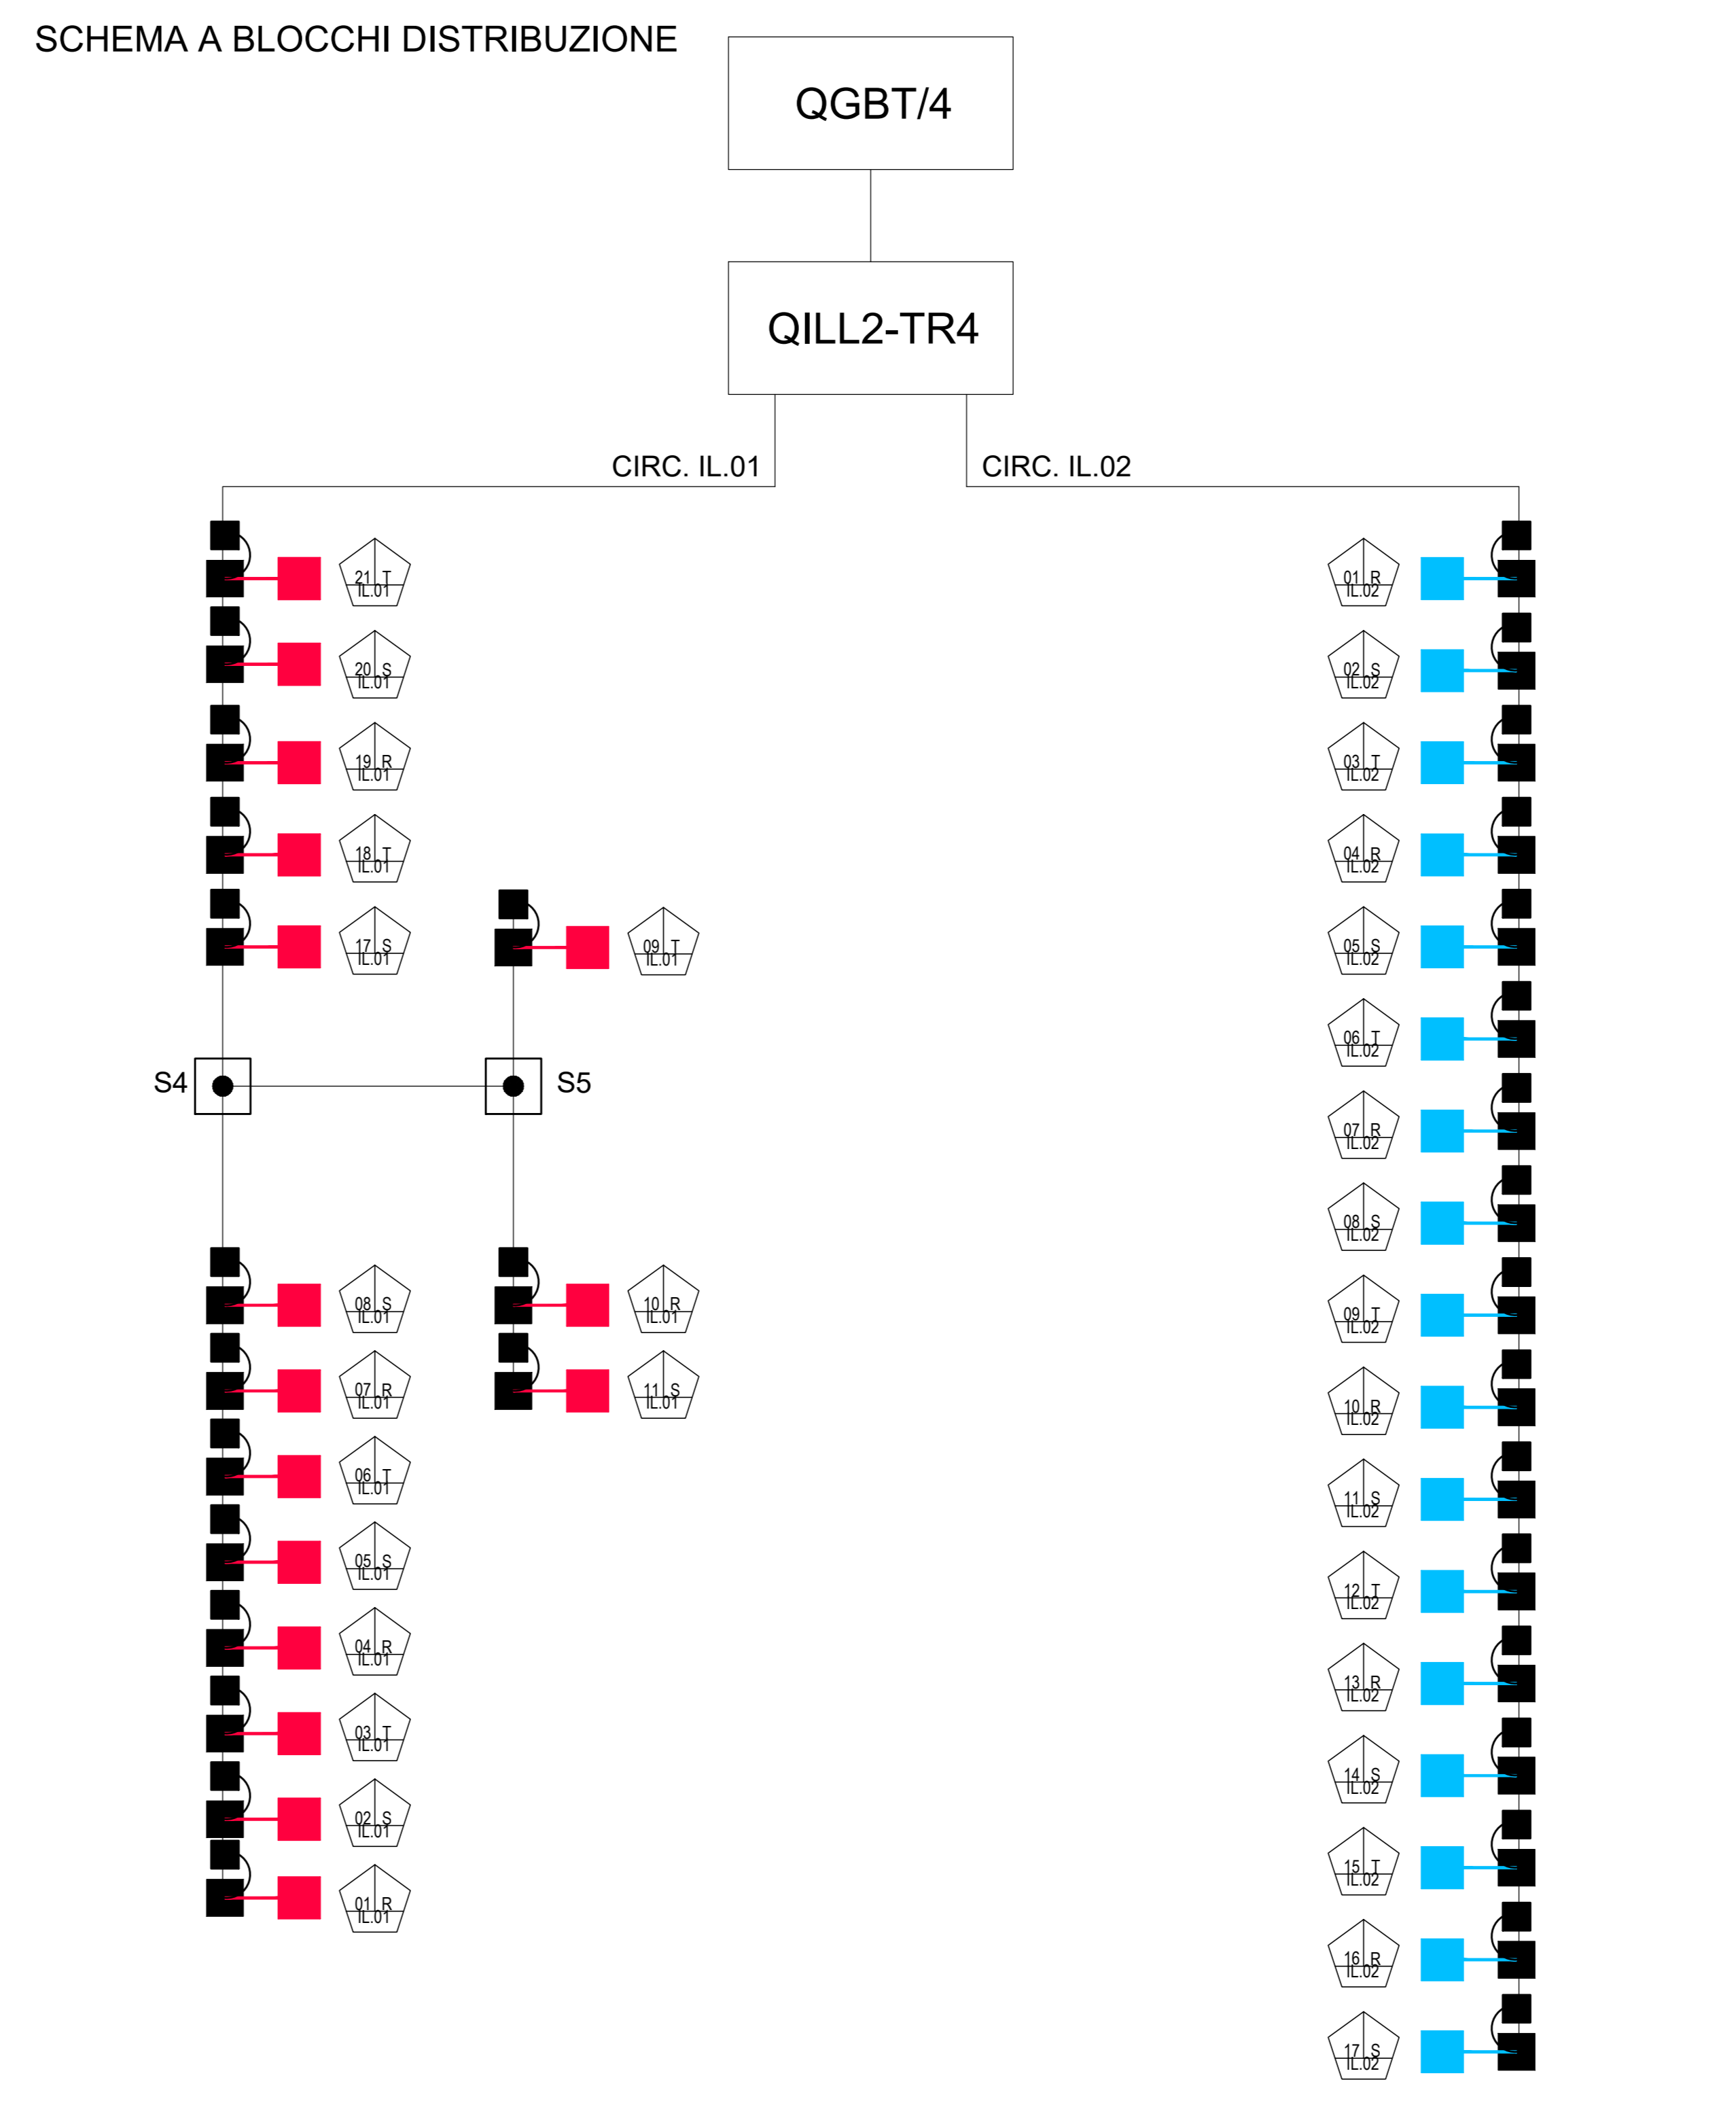 SCHEMA A BLOCCHI DISTRIBUZIONE
QGBT/4
QILL2-TR4
CIRC. IL.01
CIRC. IL.02
21 T
IL.01
20 S
IL.01
19 R
IL.01
18 T
IL.01
17 S
IL.01
09 T
IL.01
S4
S5
08 S
IL.01
07 R
IL.01
06 T
IL.01
05 S
IL.01
04 R
IL.01
03 T
IL.01
02 S
IL.01
01 R
IL.01
10 R
IL.01
11 S
IL.01
01 R
IL.02
02 S
IL.02
03 T
IL.02
04 R
IL.02
05 S
IL.02
06 T
IL.02
07 R
IL.02
08 S
IL.02
09 T
IL.02
10 R
IL.02
11 S
IL.02
12 T
IL.02
13 R
IL.02
14 S
IL.02
15 T
IL.02
16 R
IL.02
17 S
IL.02